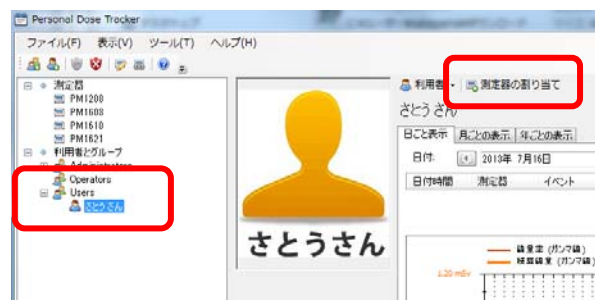 Personal Dose Tracker
ファイル(F) 表示(V) ツール(T) ヘルプ(H)
測定器
PM1208
PM1603
PM1610
PM1621
利用者とグループ
Administrators
Operators
Users
さとうさん
さとうさん
利用者 測定器の割り当て
さとうさん
日ごと表示 月ごとの表示 年ごとの表示
日付: 2013年 7月16日
日付時間 測定器 イベント
線量率 (ガンマ線)
積算線量 (ガンマ線)
1.20 mSv